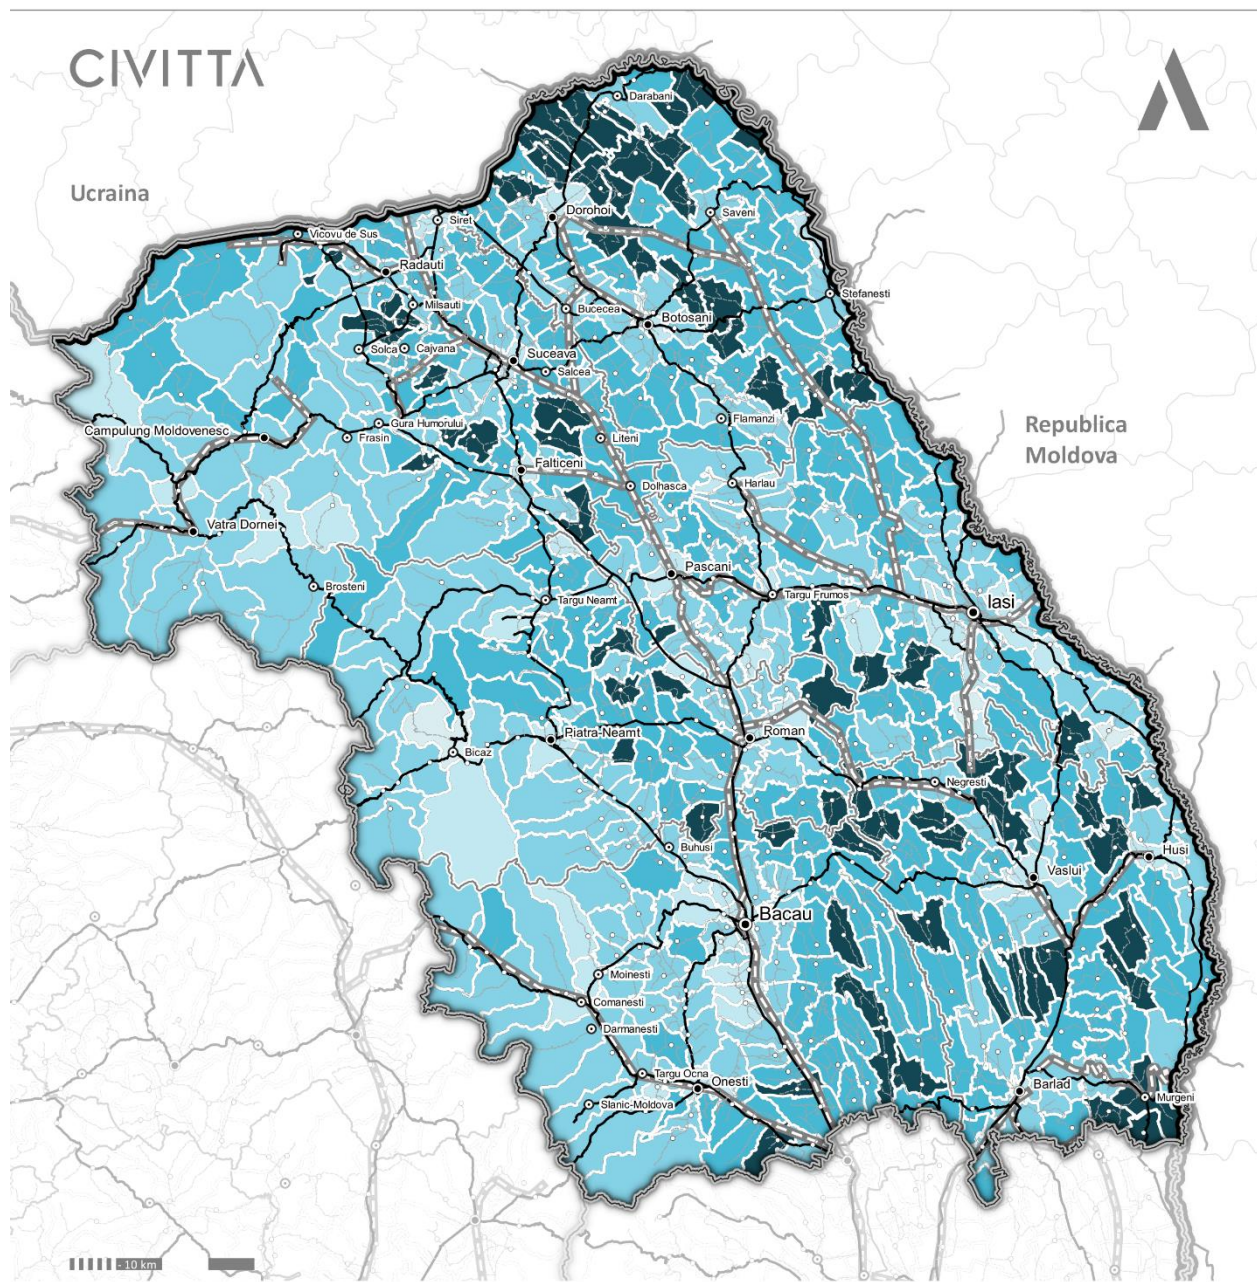 CIVITTA
Darabani
Ucraina
Dorohoi
Saveni
Siret
Vicovu de Sus
Radauti
Stefanesti
Milsauti
Bucecea
Botosani
Solca
Cajvana
Suceava
Salcea
Flamanzi
Gura Humorului
Campulung Moldovenesc
Frasin
Liteni
Republica
Moldova
Falticeni
Dolhasca
Harlau
Vatra Dornei
Pascani
Brosteni
Targu Neamt
Targu Frumos
Iasi
Piatra-Neamt
Roman
Bicaz
Negresti
Buhusi
Husi
Vaslui
Bacau
Moinesti
Comanesti
Darmanesti
Targu Ocna
Onesti
Barlad
Slanic-Moldova
Murgeni
- 10 km